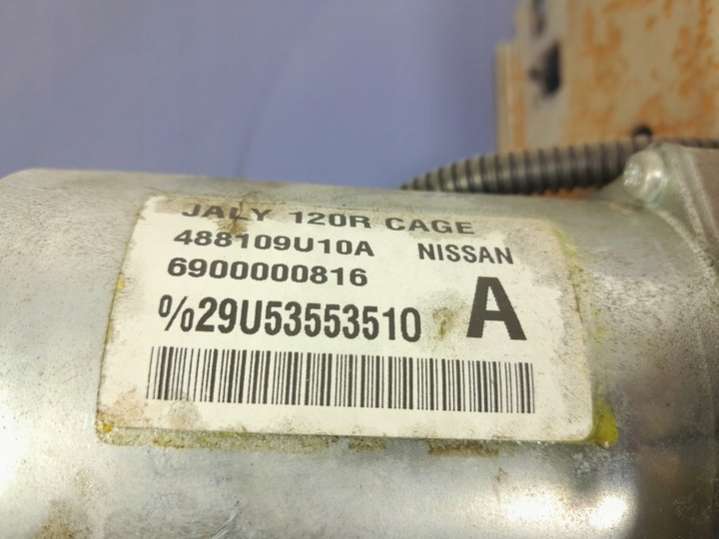 JALY 120R CAGE
488109U10A NISSAN
6900000816
%29U53553510 A